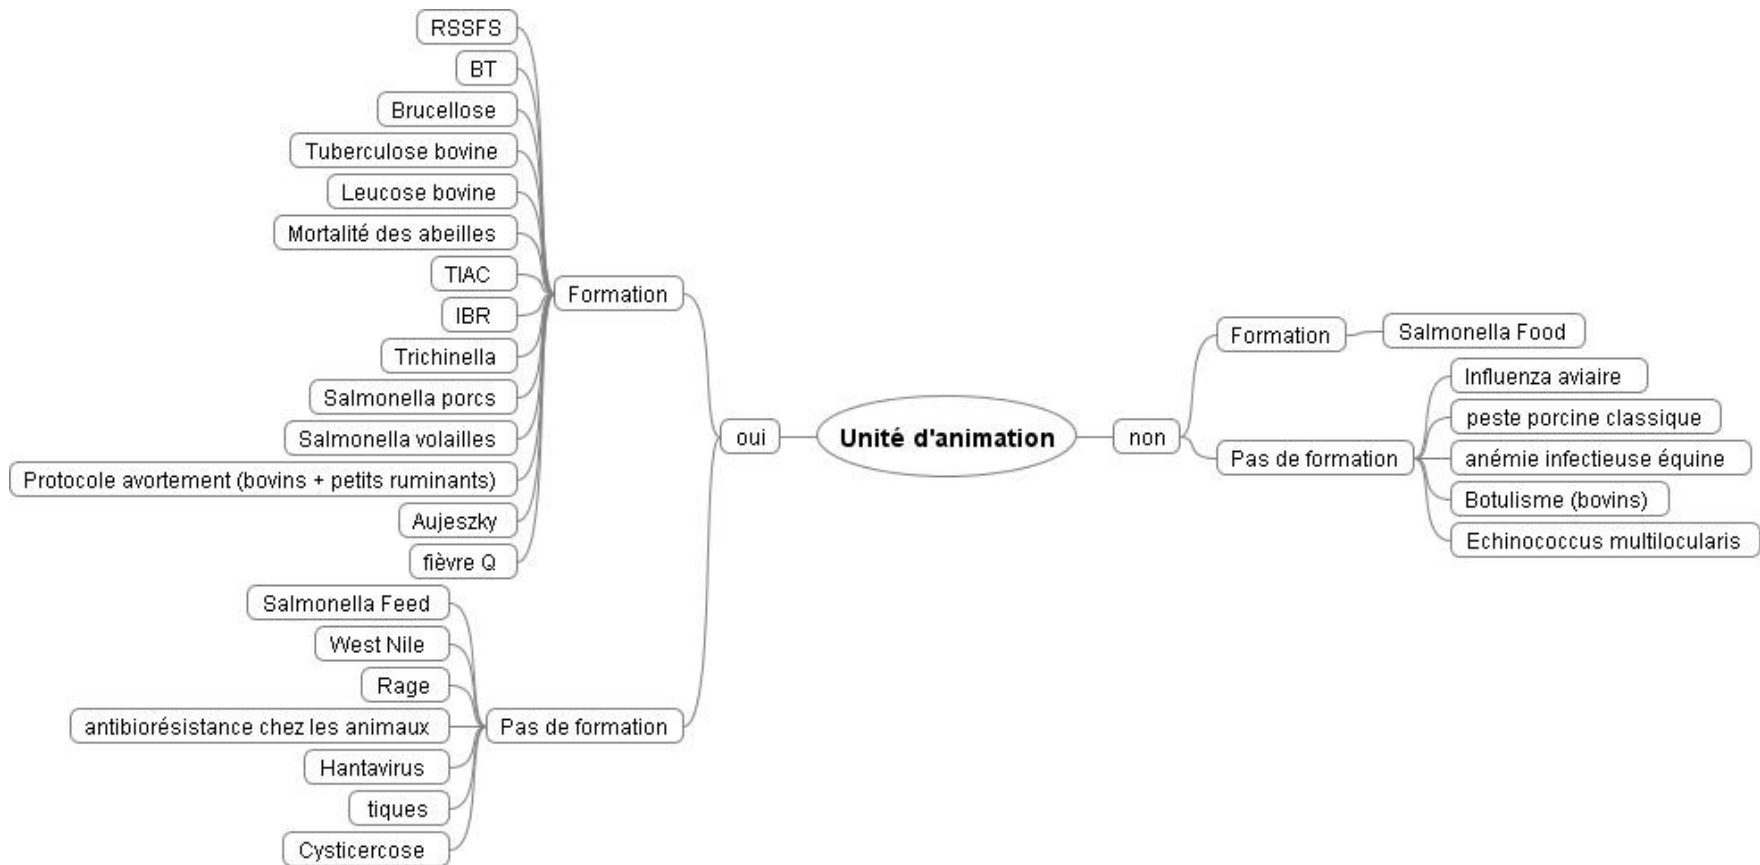 RSSFS
BT
Brucellose
Tuberculose bovine
Leucose bovine
Mortalité des abeilles
TIAC
IBR
Trichinella
Salmonella porcs
Salmonella volailles
Protocole avortement (bovins + petits ruminants)
Aujeszky
fièvre Q
Formation
Salmonella Feed
West Nile
Rage
antibiorésistance chez les animaux
Hantavirus
tiques
Cysticercose
Pas de formation
oui
Unité d'animation
non
Formation
Salmonella Food
Pas de formation
Influenza aviaire
peste porcine classique
anémie infectieuse équine
Botulisme (bovins)
Echinococcus multilocularis